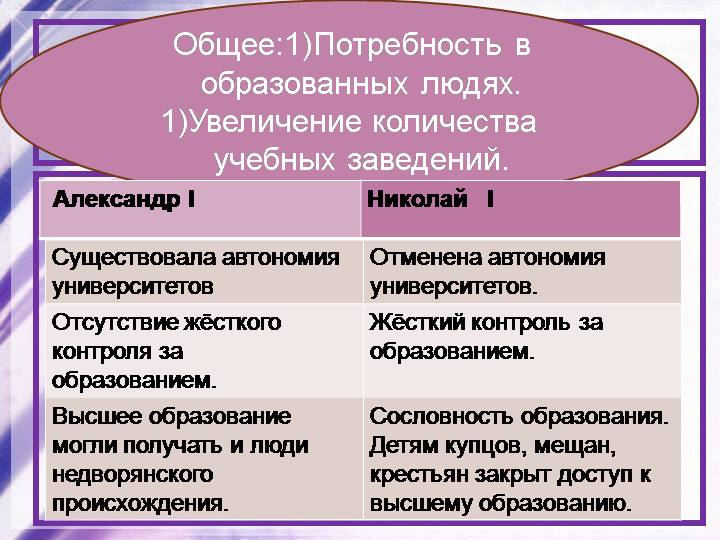 Общее:1)Потребность в
образованных людях.
1)Увеличение количества
учебных заведений.
Александр I
Николай I
Существовала автономия
университетов
Отменена автономия
университетов.
Отсутствие жёсткого
контроля за
образованием.
Жёсткий контроль за
образованием.
Высшее образование
могли получать и люди
недворянского
происхождения.
Сословность образования.
Детям купцов, мещан,
крестьян закрыт доступ к
высшему образованию.